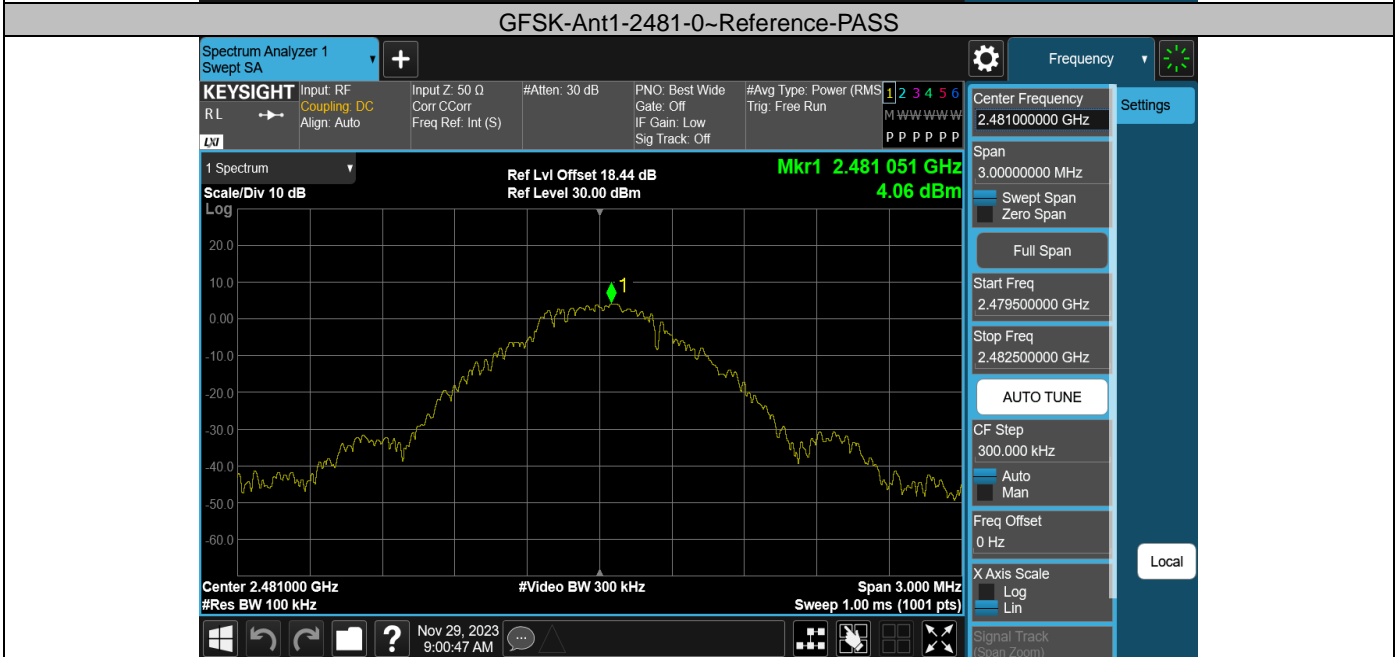 GFSK-Ant1-2481-0~Reference-PASS
Spectrum Analyzer 1
Swept SA
+
Frequency
KEYSIGHT
RL
LXI
Input: RF
Coupling: DC
Align: Auto
Input Z: 50 Ω
Corr CCorr
Freq Ref: Int (S)
#Atten: 30 dB
PNO: Best Wide
Gate: Off
IF Gain: Low
Sig Track: Off
#Avg Type: Power (RMS
Trig: Free Run
1 2 3 4 5 6
M W W W W W
P P P P P P
1 Spectrum
Scale/Div 10 dB
Ref Lvl Offset 18.44 dB
Ref Level 30.00 dBm
Mkr1 2.481 051 GHz
4.06 dBm
Log
20.0
10.0
0.00
-10.0
-20.0
-30.0
-40.0
-50.0
-60.0
1
Center 2.481000 GHz
#Res BW 100 kHz
#Video BW 300 kHz
Span 3.000 MHz
Sweep 1.00 ms (1001 pts)
Center Frequency
2.481000000 GHz
Settings
Span
3.00000000 MHz
Swept Span
Zero Span
Full Span
Start Freq
2.479500000 GHz
Stop Freq
2.482500000 GHz
AUTO TUNE
CF Step
300.000 kHz
Auto
Man
Freq Offset
0 Hz
X Axis Scale
Log
Lin
Signal Track
(Span Zoom)
Local
?
Nov 29, 2023
9:00:47 AM